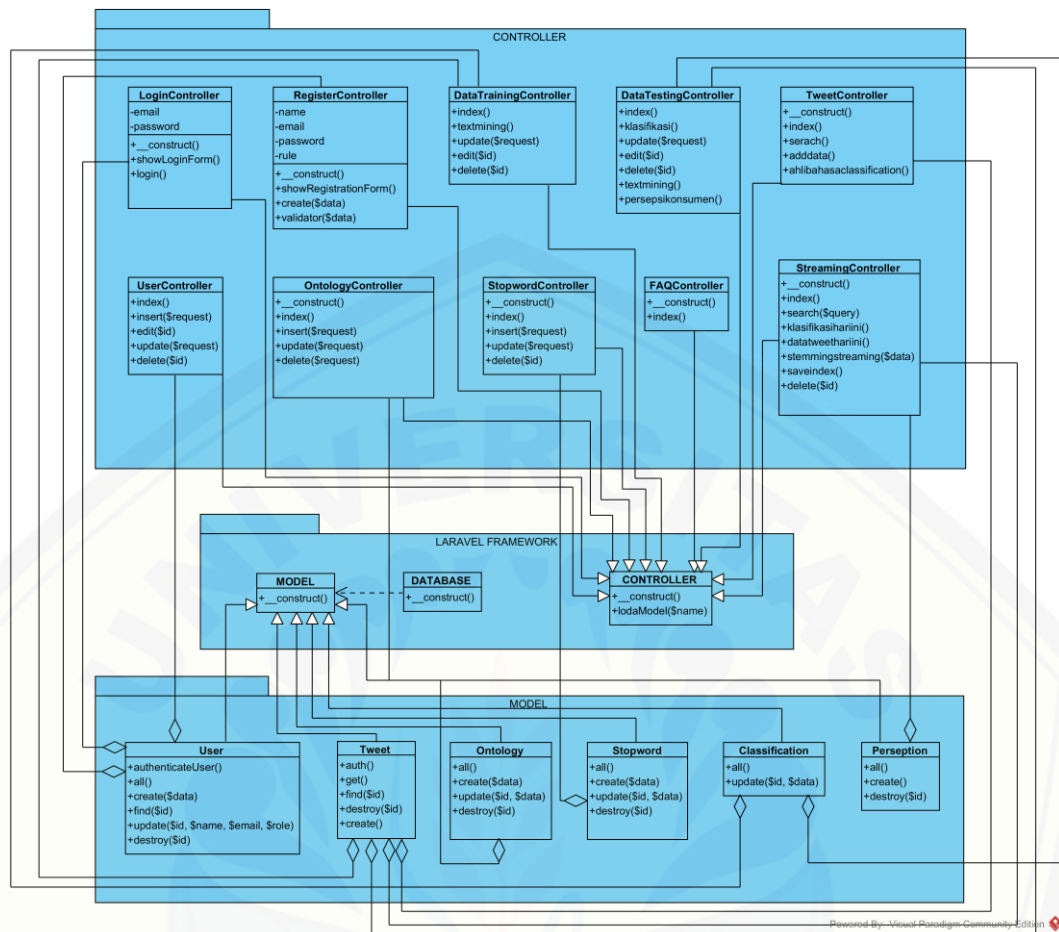 CONTROLLER
LoginController
-email
-password
+__construct()
+showLoginForm()
+login()
RegisterController
-name
-email
-password
-rule
+__construct()
+showRegistrationForm()
+create($data)
+validator($data)
DataTrainingController
+index()
+textmining()
+update($request)
+edit($id)
+delete($id)
DataTestingController
+index()
+klasifikasi()
+update($request)
+edit($id)
+delete($id)
+textmining()
+persepsikonsumen()
TweetController
+__construct()
+index()
+serach()
+adddata()
+ahlibahasaclassification()
UserController
+index()
+insert($request)
+edit($id)
+update($request)
+delete($id)
OntologyController
+__construct()
+index()
+insert($request)
+update($request)
+delete($request)
StopwordController
+__construct()
+index()
+insert($request)
+update($request)
+delete($id)
FAQController
+__construct()
+index()
StreamingController
+__construct()
+index()
+search($query)
+klasifikasihariini()
+datatweethariini()
+stemmingstreaming($data)
+saveindex()
+delete($id)
LARAVEL FRAMEWORK
MODEL
+__construct()
DATABASE
+__construct()
CONTROLLER
+__construct()
+lodaModel($name)
MODEL
User
+authenticateUser()
+all()
+create($data)
+find($id)
+update($id, $name, $email, $role)
+destroy($id)
Tweet
+auth()
+get()
+find($id)
+destroy($id)
+create()
Ontology
+all()
+create($data)
+update($id, $data)
+destroy($id)
Stopword
+all()
+create($data)
+update($id, $data)
+destroy($id)
Classification
+all()
+update($id, $data)
Perseption
+all()
+create()
+destroy($id)
UNIVERSITAS
Powered By: Visual Paradigm Community Edition